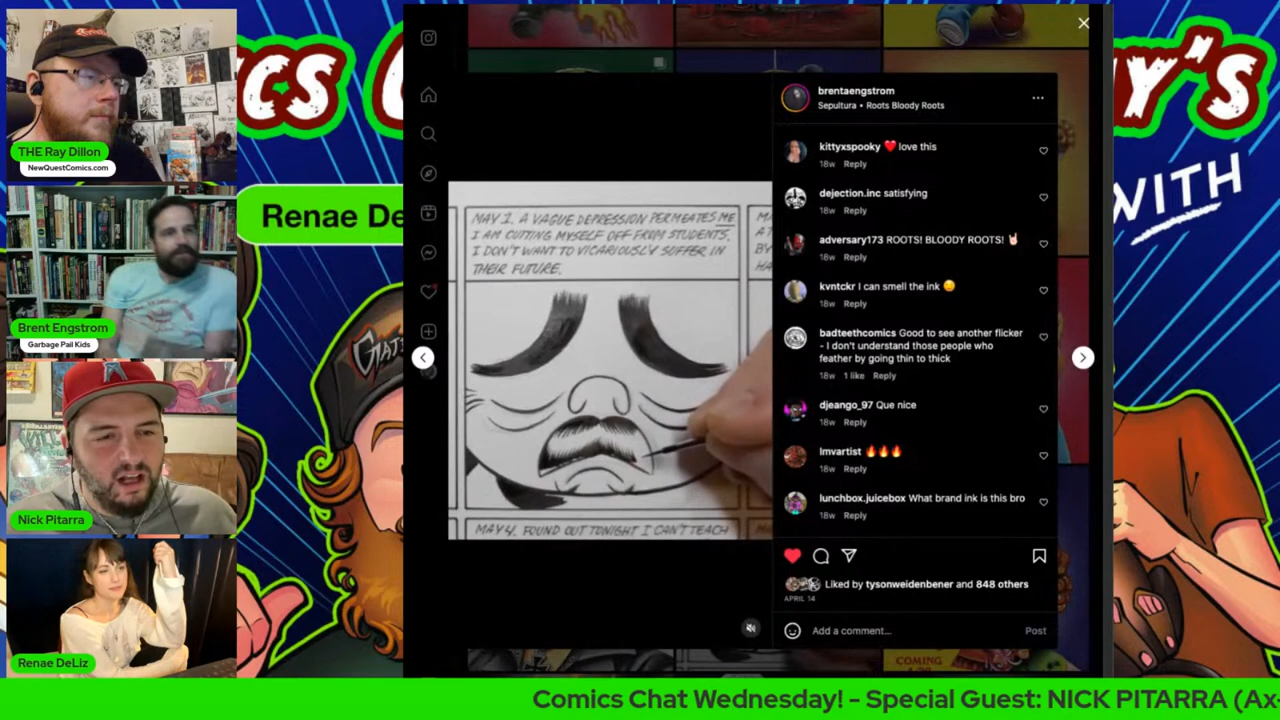 THE Ray Dillon
NewQuestComics.com
Brent Engstrom
Garbage Pail Kids
Nick Pitarra
Renae DeLiz
ICS
Y'S
WITH
Renae De
GATS
MAY 1. A VAGUE DEPRESSION PERMEATES ME
I AM CUTTING MYSELF OFF FROM STUDENTS.
I DON'T WANT TO VICARIOUSLY SUFFER IN
THEIR FUTURE.
MAY 4. FOUND OUT TONIGHT I CAN'T TEACH
brentaengstrom
Sepultura • Roots Bloody Roots
kittyxspooky ❤️ love this
18w Reply
dejection.inc satisfying
18w Reply
adversary173 ROOTS! BLOODY ROOTS! 🤘🏻
18w Reply
kvntckr I can smell the ink 😌
18w Reply
badteethcomics Good to see another flicker
- I don't understand those people who
feather by going thin to thick
18w 1 like Reply
djeango_97 Que nice
18w Reply
lmvartist 🔥🔥🔥
18w Reply
lunchbox.juicebox What brand ink is this bro
18w Reply
Liked by tysonweidenbener and 848 others
APRIL 14
Add a comment... Post
COMING
Comics Chat Wednesday! - Special Guest: NICK PITARRA (Ax